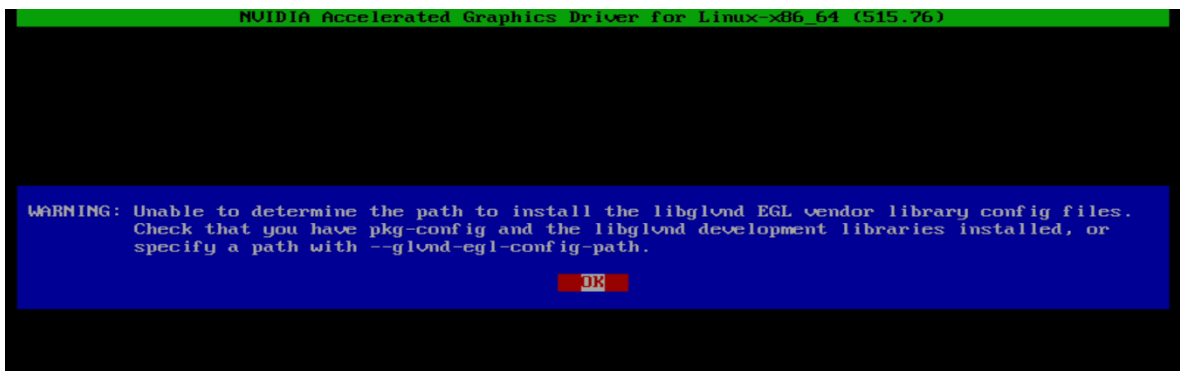 NVIDIA Accelerated Graphics Driver for Linux-x86_64 (515.76)
WARNING: Unable to determine the path to install the libglvnd EGL vendor library config files.
Check that you have pkg-config and the libglvnd development libraries installed, or
specify a path with --glvnd-egl-config-path.
OK